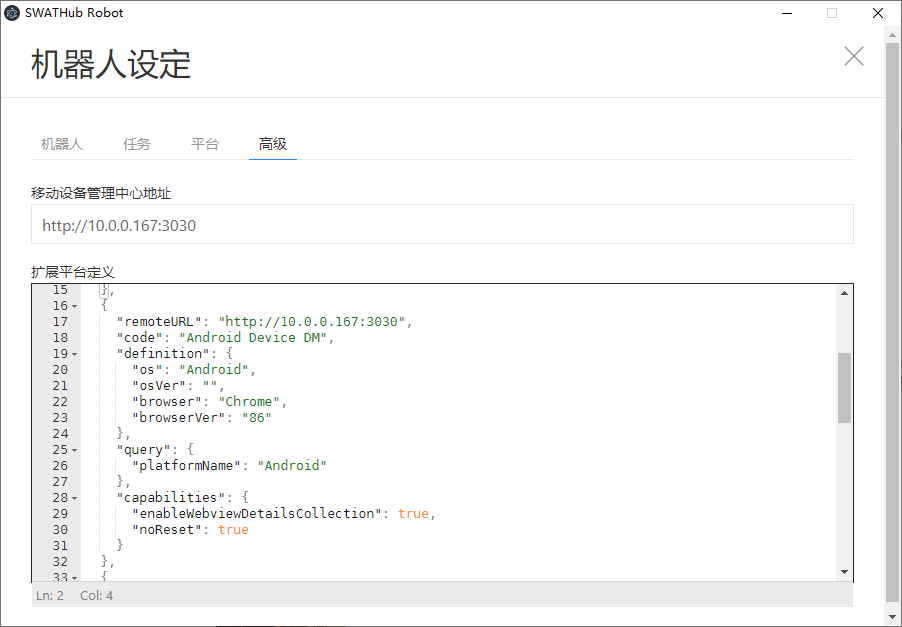 SWATHub Robot
机器人设定
机器人 任务 平台 高级
移动设备管理中心地址
http://10.0.0.167:3030
扩展平台定义
15 },
16 {
17 "remoteURL": "http://10.0.0.167:3030",
18 "code": "Android Device DM",
19 "definition": {
20 "os": "Android",
21 "osVer": "",
22 "browser": "Chrome",
23 "browserVer": "86"
24 },
25 "query": {
26 "platformName": "Android"
27 },
28 "capabilities": {
29 "enableWebviewDetailsCollection": true,
30 "noReset": true
31 }
32 },
33 {
Ln: 2 Col: 4